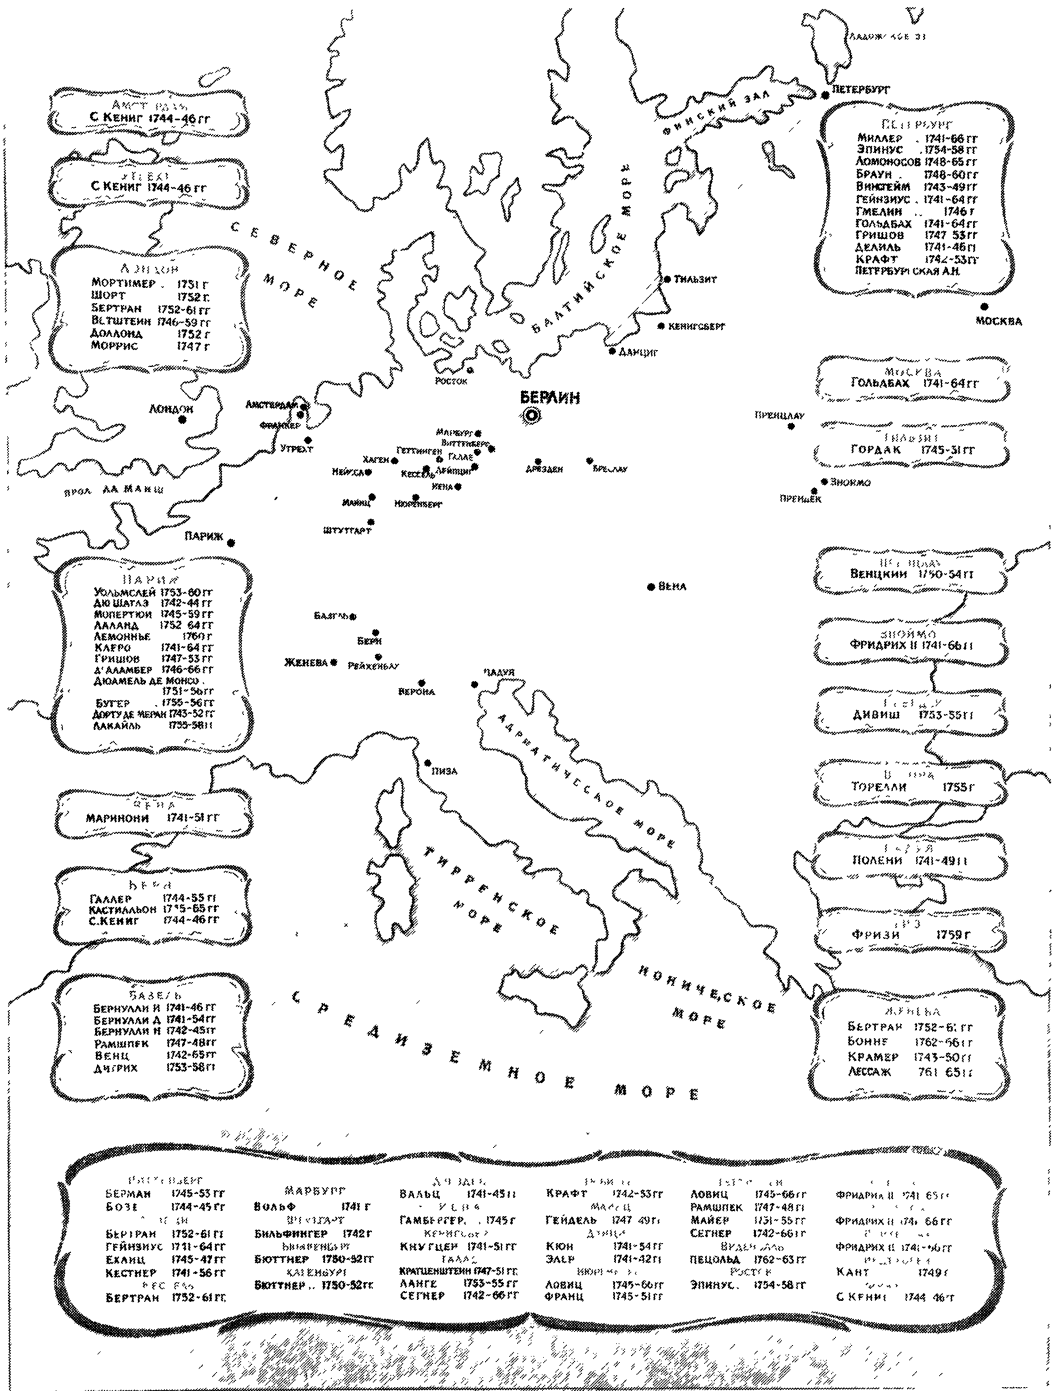 ПЕТЕРБУРГ
ФИНСКИЙ ЗАЛ
С КЕНИГ 1744-46 ГГ
С КЕНИГ 1744-46 ГГ
ПЕТЕРБУРГ
МИЛЛЕР . 1741-66 ГГ
ЭПИНУС . 1754-58 ГГ
ЛОМОНОСОВ 1748-65 ГГ
БРАУН . 1748-60 ГГ
ВИНСГЕЙМ 1743-49 ГГ
ГЕЙНЗИУС . 1741-64 ГГ
ГМЕЛИН .. 1746 Г
ГОЛЬДБАХ 1741-64 ГГ
ГРИШОВ 1747 53 ГГ
ДЕЛИЛЬ 1741-46 ГГ
КРАФТ 1742-53 ГГ
ПЕТЕРБУРГСКАЯ А.Н.
СЕВЕРНОЕ
МОРЕ
БАЛТИЙСКОЕ МОРЕ
ЛОНДОН
МОРТИМЕР . 1751 Г
ШОРТ 1752 Г.
БЕРТРАН 1752-61 ГГ
ВЕТШТЕИН 1746-59 ГГ
ДОЛЛОНД 1752 Г
МОРРИС 1747 Г
ТИЛЬЗИТ
КЕНИГСБЕРГ
ДАНЦИГ
МОСКВА
РОСТОК
МОСКВА
ГОЛЬДБАХ 1741-64 ГГ
БЕРЛИН
ЛОНДОН
АМСТЕРДАМ
ФРАНКЕР
УТРЕХТ
ПРЕНЦЛАУ
ТИЛЬЗИТ
ГОРДАК 1745-51 ГГ
МАРБУРГ
ВИТТЕНБЕРГ
ГЕТТИНГЕН
ГАЛЛЕ
ХАГЕН
КЕССЕЛЬ
ЛЕЙПЦИГ
ДРЕЗДЕН
БРЕСЛАУ
ИЕНА
МАЙНЦ
НЮРЕНБЕРГ
ШТУТГАРТ
ЗНОЙМО
ПРОЛ ЛА МАНШ
ПАРИЖ
ПАРИЖ
УОЛЬМСЛЕЙ 1753-60 ГГ
ДЮ ШАТЛЭ 1742-44 ГГ
МОПЕРТЮИ 1745-59 ГГ
ЛАЛАНД 1752 64 ГГ
ЛЕМОННЬЕ 1760 Г
КЛЕРО 1741-64 ГГ
ГРИШОВ 1747-53 ГГ
Д'АЛАМБЕР 1746-66 ГГ
ДЮАМЕЛЬ ДЕ МОНСО .
1751-56 ГГ
БУГЕР . 1755-56 ГГ
ДОРТУ ДЕ МЕРАН 1743-52 ГГ
ЛАКАЙЛЬ 1755-58 ГГ
ВЕНЦКИЙ 1750-54 ГГ
ЗНОЙМО
ФРИДРИХ II 1741-66 ГГ
ДИВИШ 1753-55 ГГ
ТОРЕЛЛИ 1755 Г
ПОЛЕНИ 1741-49 ГГ
ФРИЗИ 1759 Г
ВЕНА
БАЗЕЛЬ
БЕРН
ЖЕНЕВА
РЕЙХЕНБАУ
ВЕРОНА
ПАДУЯ
АДРИАТИЧЕСКОЕ МОРЕ
ПИЗА
ВЕНА
МАРИНОНИ 1741-51 ГГ
ТИРРЕНСКОЕ
МОРЕ
БЕРН
ГАЛЛЕР 1744-55 ГГ
КАСТИЛЬОН
С.КЕНИГ 1744-46 ГГ
БАЗЕЛЬ
БЕРНУЛЛИ И 1741-46 ГГ
БЕРНУЛЛИ Д 1741-54 ГГ
БЕРНУЛЛИ Н 1742-45 ГГ
РАМШПЕК 1747-48 ГГ
ВЕНЦ 1742-65 ГГ
ДИТРИХ 1753-58 ГГ
ИОНИЧЕСКОЕ
МОРЕ
СРЕДИЗЕМНОЕ МОРЕ
ЖЕНЕВА
БЕРТРАН
БОННЕ 1762-66 ГГ
КРАМЕР 1743-50 ГГ
ЛЕССАЖ 761 65 ГГ
БЕРМАН 1745-53 ГГ
БОЗЕ 1744-45 ГГ
БЕРТРАН 1752-61 ГГ
ГЕЙНЗИУС 1741-64 ГГ
ЕХЛИЦ 1745-47 ГГ
КЕСТНЕР 1741-56 ГГ
БЕРТРАН 1752-61 ГГ.
МАРБУРГ
ВОЛЬФ 1741 Г
ШТУТГАРТ
БИЛЬФИНГЕР 1742 Г
БЮТТНЕР 1750-52 ГГ
БЮТТНЕР .. 1750-52 ГГ.
ВАЛЬЦ 1741-45 ГГ
ГАМБЕРГЕР. . 1745 Г
КНУТЦЕН 1741-51 ГГ
КРАТЦЕНШТЕЙН 1747-51 ГГ.
ЛАНГЕ 1753-55 ГГ
СЕГНЕР 1742-66 ГГ
КРАФТ 1742-53 ГГ
ГЕЙДЕЛЬ 1747 49 ГГ
КЮН 1741-54 ГГ
ЭЛЕР 1741-42 ГГ
ЛОВИЦ 1745-66 ГГ
ФРАНЦ 1745-51 ГГ
ЛОВИЦ 1745-66 ГГ
РАМШПЕК 1747-48 ГГ
МАЙЕР 1751-55 ГГ
СЕГНЕР 1742-66 ГГ
ПЕЦОЛЬД 1762-63 ГГ
РОСТОК
ЭПИНУС. . 1754-58 ГГ
ФРИДРИХ II 1741 65 ГГ
ФРИДРИХ II 1741 66 ГГ
ФРИДРИХ II 1741-66 ГГ
КАНТ 1749 Г
С КЕНИГ 1744 46 ГГ